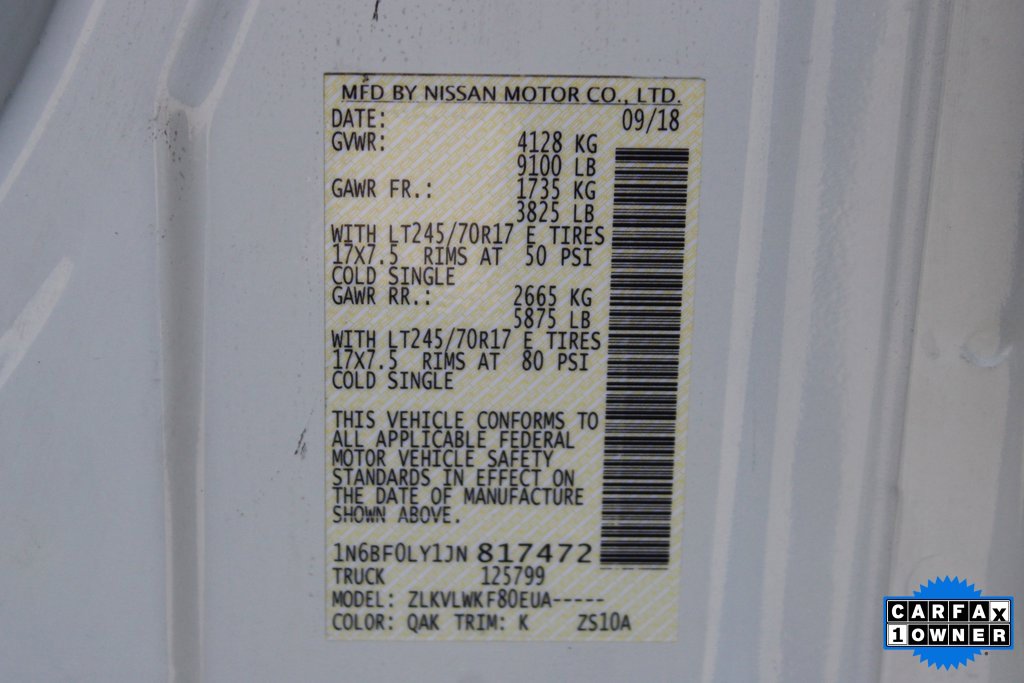 MFD BY NISSAN MOTOR CO., LTD.
DATE: 09/18
GVWR: 4128 KG
9100 LB
GAWR FR.: 1735 KG
3825 LB
WITH LT245/70R17 E TIRES
17X7.5 RIMS AT 50 PSI
COLD SINGLE
GAWR RR.: 2665 KG
5875 LB
WITH LT245/70R17 E TIRES
17X7.5 RIMS AT 80 PSI
COLD SINGLE
THIS VEHICLE CONFORMS TO
ALL APPLICABLE FEDERAL
MOTOR VEHICLE SAFETY
STANDARDS IN EFFECT ON
THE DATE OF MANUFACTURE
SHOWN ABOVE.
1N6BF0LY1JN 817472
TRUCK 125799
MODEL: ZLKVLWKF80EUA-----
COLOR: QAK TRIM: K ZS10A
CARFAX
1 OWNER